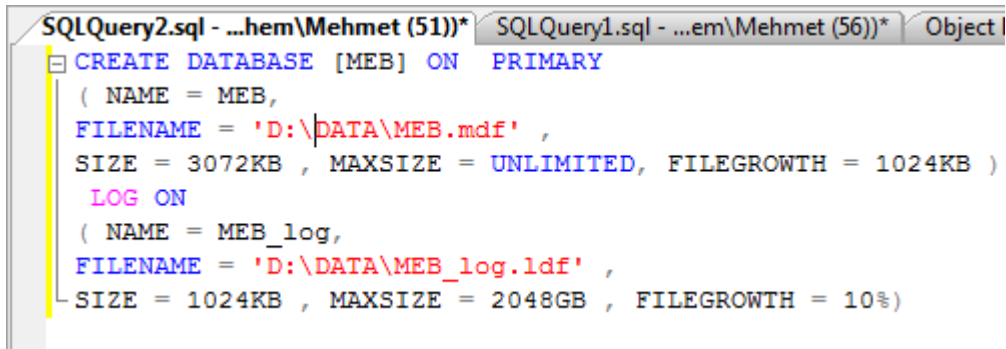 SQLQuery2.sql - ...hem\Mehmet (51))* SQLQuery1.sql - ...em\Mehmet (56))* Object
CREATE DATABASE [MEB] ON  PRIMARY
( NAME = MEB,
FILENAME = 'D:\DATA\MEB.mdf' ,
SIZE = 3072KB , MAXSIZE = UNLIMITED, FILEGROWTH = 1024KB )
LOG ON
( NAME = MEB_log,
FILENAME = 'D:\DATA\MEB_log.ldf' ,
SIZE = 1024KB , MAXSIZE = 2048GB , FILEGROWTH = 10%)